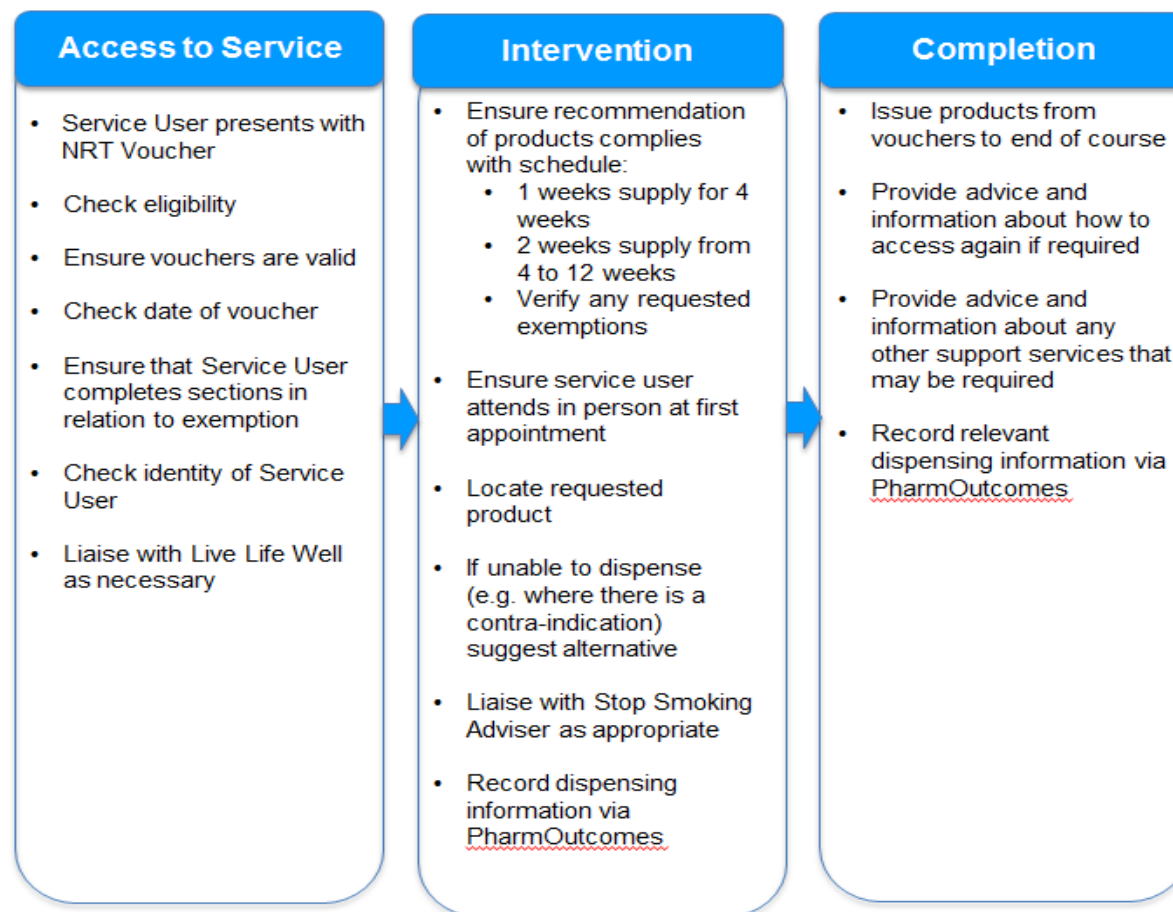 Access to Service
• Service User presents with
NRT Voucher
• Check eligibility
• Ensure vouchers are valid
• Check date of voucher
• Ensure that Service User
completes sections in
relation to exemption
• Check identity of Service
User
• Liaise with Live Life Well
as necessary
Intervention
• Ensure recommendation
of products complies
with schedule:
• 1 weeks supply for 4
weeks
• 2 weeks supply from
4 to 12 weeks
• Verify any requested
exemptions
• Ensure service user
attends in person at first
appointment
• Locate requested
product
• If unable to dispense
(e.g. where there is a
contra-indication)
suggest alternative
• Liaise with Stop Smoking
Adviser as appropriate
• Record dispensing
information via
PharmOutcomes
Completion
• Issue products from
vouchers to end of course
• Provide advice and
information about how to
access again if required
• Provide advice and
information about any
other support services that
may be required
• Record relevant
dispensing information via
PharmOutcomes